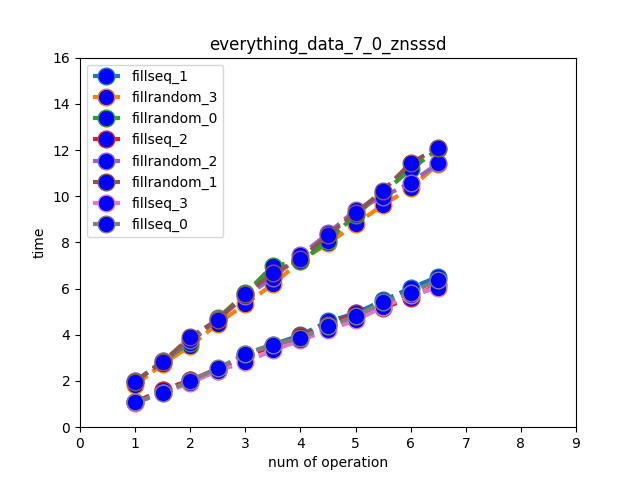 everything_data_7_0_znsssd
16
14
12
10
8
6
4
2
0
time
fillseq_1
fillrandom_3
fillrandom_0
fillseq_2
fillrandom_2
fillrandom_1
fillseq_3
fillseq_0
0 1 2 3 4 5 6 7 8 9
num of operation